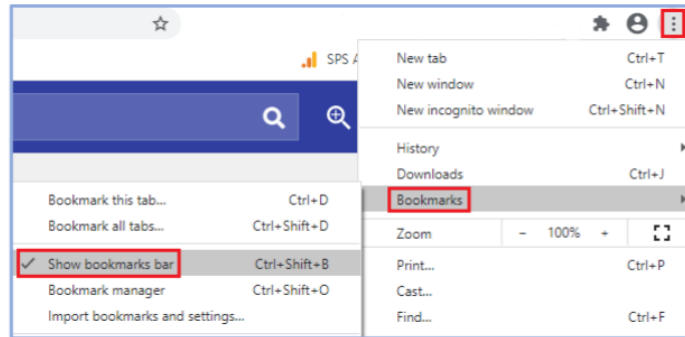 SPS A
New tab Ctrl+T
New window Ctrl+N
New incognito window Ctrl+Shift+N
History
Downloads Ctrl+J
Bookmarks
Zoom - 100% +
Print... Ctrl+P
Cast...
Find... Ctrl+F
Bookmark this tab... Ctrl+D
Bookmark all tabs... Ctrl+Shift+D
Show bookmarks bar Ctrl+Shift+B
Bookmark manager Ctrl+Shift+O
Import bookmarks and settings...